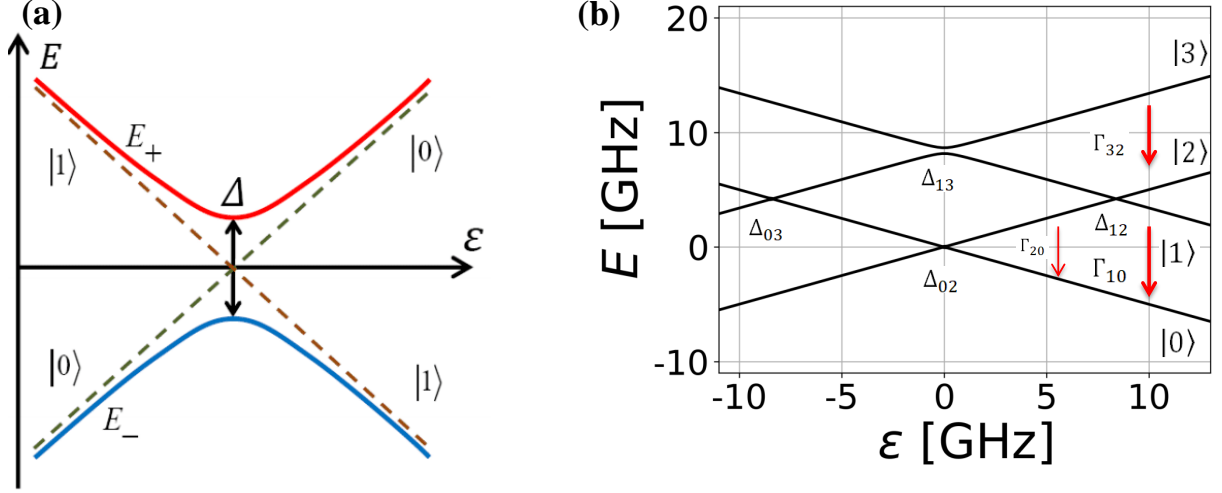 (a)
E
E₊
|1⟩
|0⟩
Δ
ε
|0⟩
|1⟩
E₋
(b)
E [GHz]
20
10
0
-10
-10
-5
0
5
10
ε [GHz]
|3⟩
Γ₃₂
|2⟩
Δ₁₃
Δ₀₃
Δ₁₂
Γ₂₀
Γ₁₀
|1⟩
Δ₀₂
|0⟩